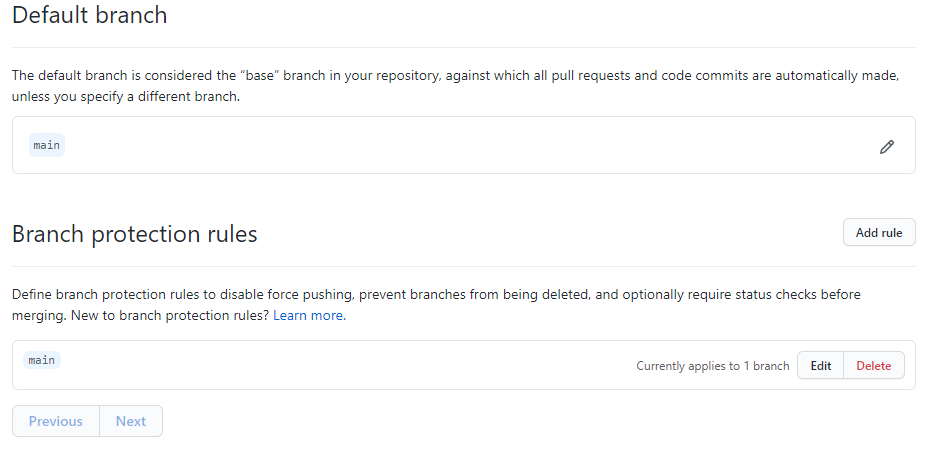 Default branch
The default branch is considered the “base” branch in your repository, against which all pull requests and code commits are automatically made,
unless you specify a different branch.
main
Branch protection rules
Add rule
Define branch protection rules to disable force pushing, prevent branches from being deleted, and optionally require status checks before
merging. New to branch protection rules? Learn more.
main
Currently applies to 1 branch
Edit
Delete
Previous
Next